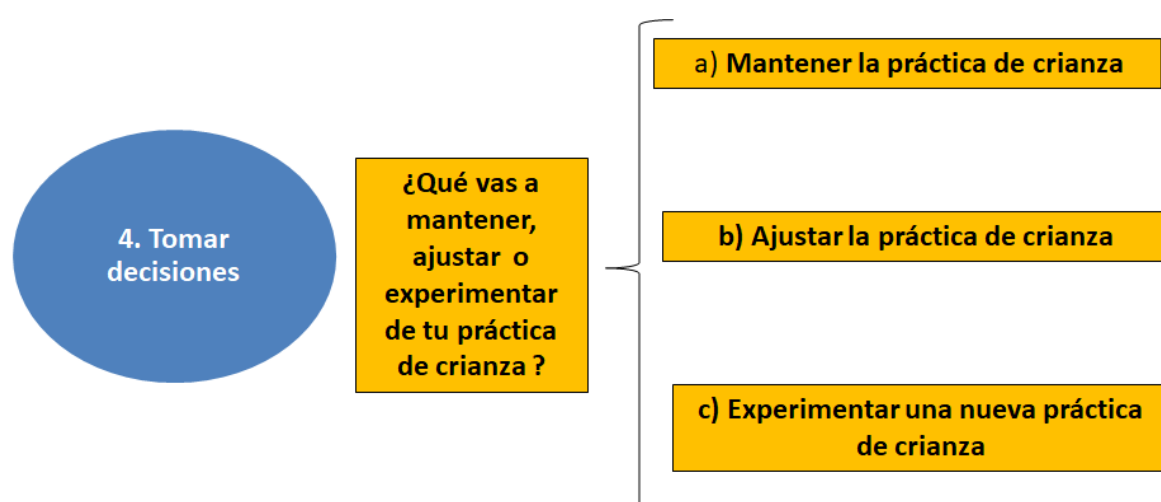 4. Tomar
decisiones
¿Qué vas a
mantener,
ajustar o
experimentar
de tu práctica
de crianza ?
a) Mantener la práctica de crianza
b) Ajustar la práctica de crianza
c) Experimentar una nueva práctica
de crianza